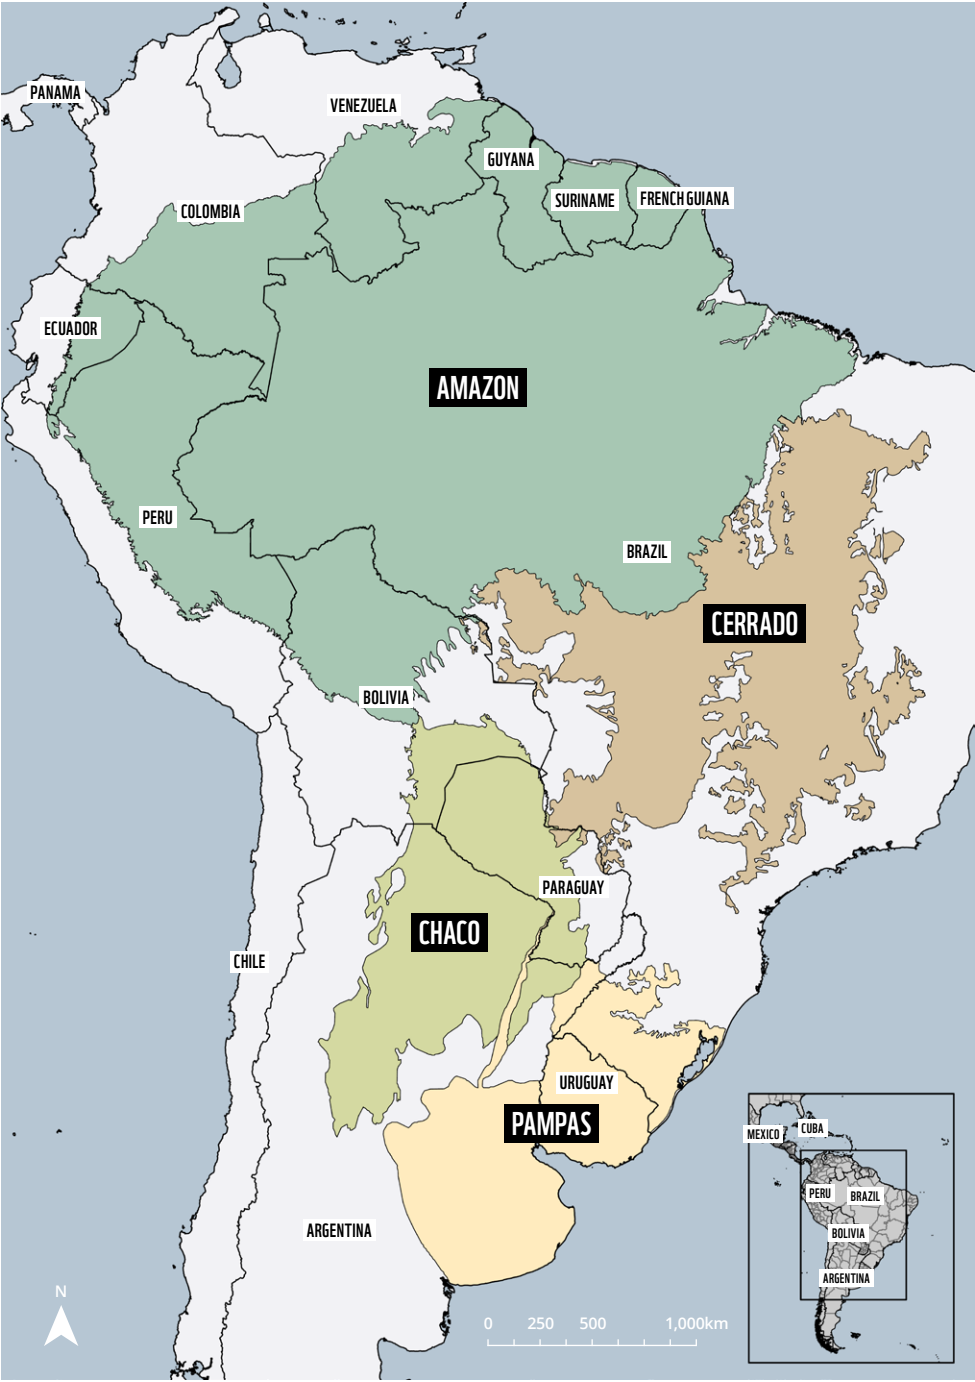 PANAMA
VENEZUELA
GUYANA
SURINAME
FRENCH GUIANA
COLOMBIA
ECUADOR
AMAZON
PERU
BRAZIL
CERRADO
BOLIVIA
PARAGUAY
CHACO
CHILE
URUGUAY
PAMPAS
ARGENTINA
MEXICO
CUBA
PERU
BRAZIL
BOLIVIA
ARGENTINA
N
0 250 500 1,000km